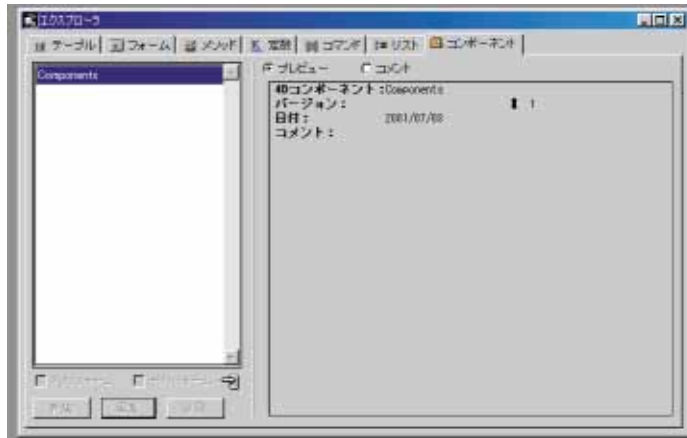 エクスプローラ
テーブル フォーム メソッド 定数 コマンド リスト コンポーネント
Components
プレビュー コメント
4Dコンポーネント:Components
バージョン: 1
日付: 2001/07/08
コメント: